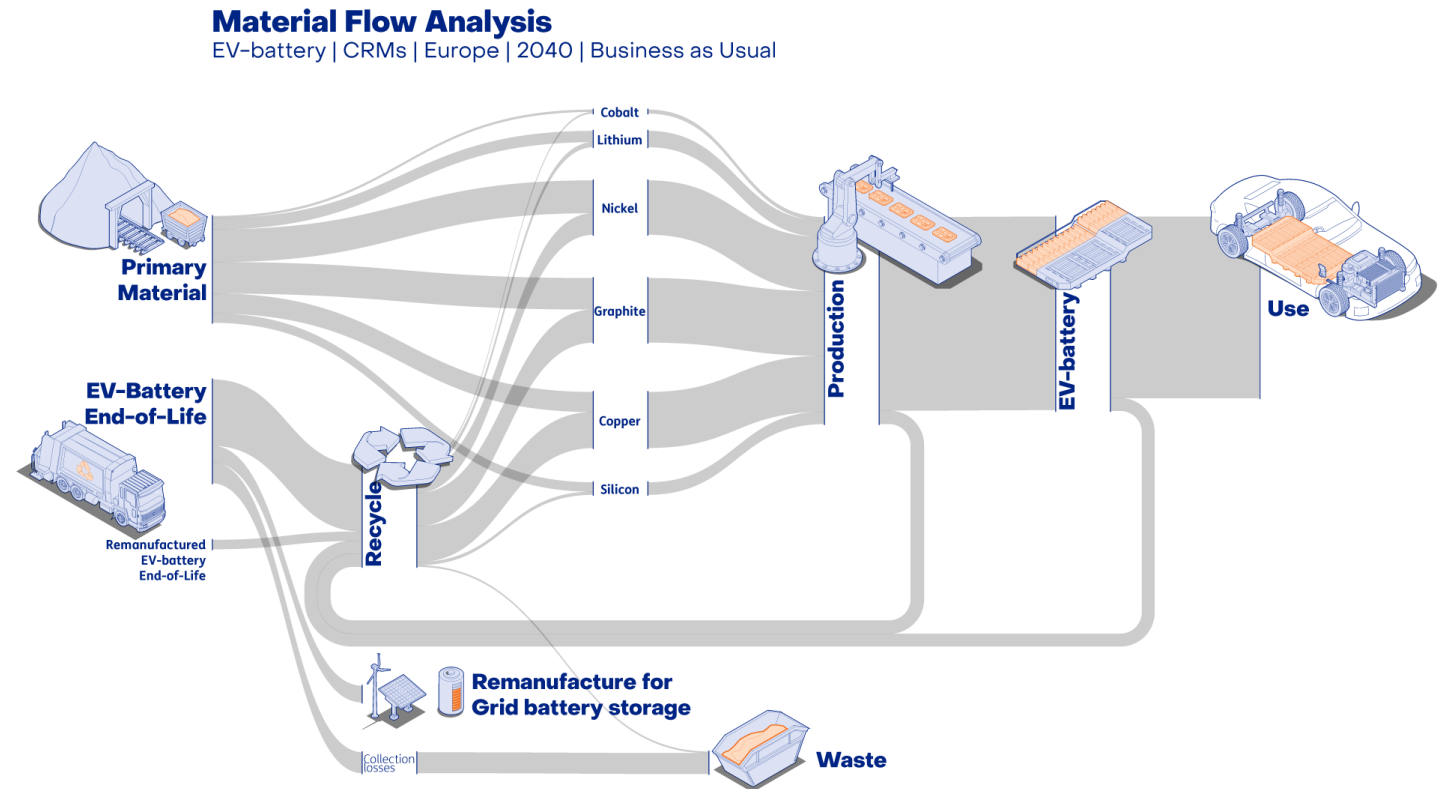 Material Flow Analysis
EV-battery | CRMs | Europe | 2040 | Business as Usual
Cobalt
Lithium
Nickel
Graphite
Copper
Silicon
Primary
Material
EV-Battery
End-of-Life
Remanufactured
EV-battery
End-of-Life
Recycle
Production
EV-battery
Use
Remanufacture for
Grid battery storage
Collection
losses
Waste